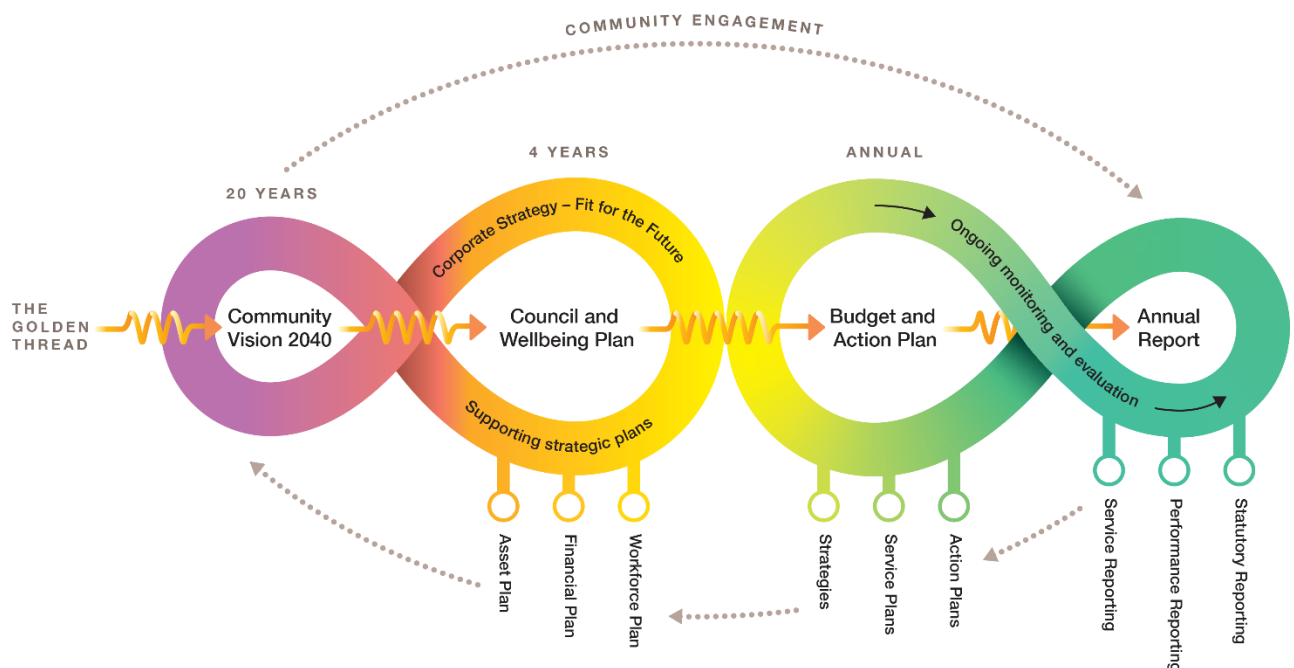 COMMUNITY ENGAGEMENT
20 YEARS
4 YEARS
ANNUAL
THE
GOLDEN
THREAD
Community
Vision 2040
Corporate Strategy – Fit for the Future
Council and
Wellbeing Plan
Supporting strategic plans
Budget and
Action Plan
Ongoing monitoring and evaluation
Annual
Report
Asset Plan
Financial Plan
Workforce Plan
Strategies
Service Plans
Action Plans
Service Reporting
Performance Reporting
Statutory Reporting